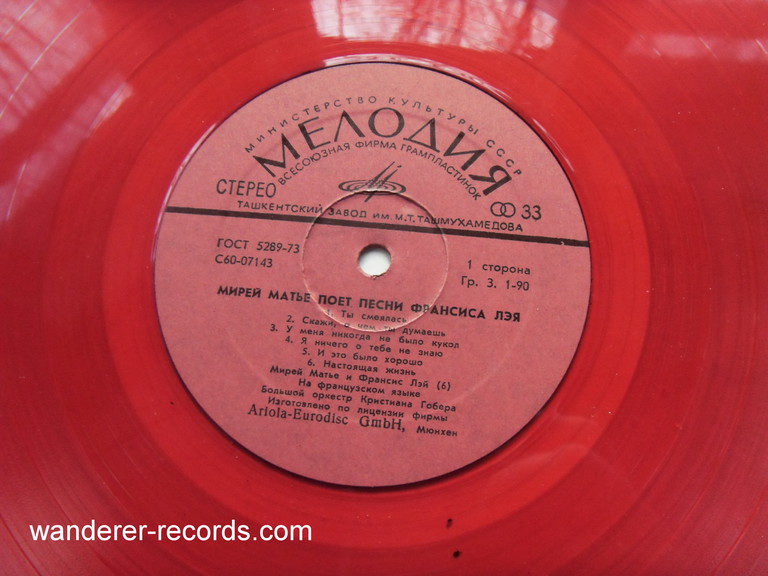 МИНИСТЕРСТВО КУЛЬТУРЫ СССР
МЕЛОДИЯ
ВСЕСОЮЗНАЯ ФИРМА ГРАМПЛАСТИНОК
СТЕРЕО
33
ТАШКЕНТСКИЙ ЗАВОД ИМ. М.Т. ТАШМУХАМЕДОВА
ГОСТ 5289-73
С60-07143
1 сторона
Гр. 3. 1-90
МИРЕЙ МАТЬЕ ПОЕТ ПЕСНИ ФРАНСИСА ЛЭЯ
1. Ты смеялась
2. Скажи, о чем ты думаешь
3. У меня никогда не было кукол
4. Я ничего о тебе не знаю
5. И это было хорошо
6. Настоящая жизнь
Мирей Матье и Франсис Лэй (6)
На французском языке
Большой оркестр Кристиана Гобера
Изготовлено по лицензии фирмы
Ariola-Eurodisc GmbH, Мюнхен
wanderer-records.com